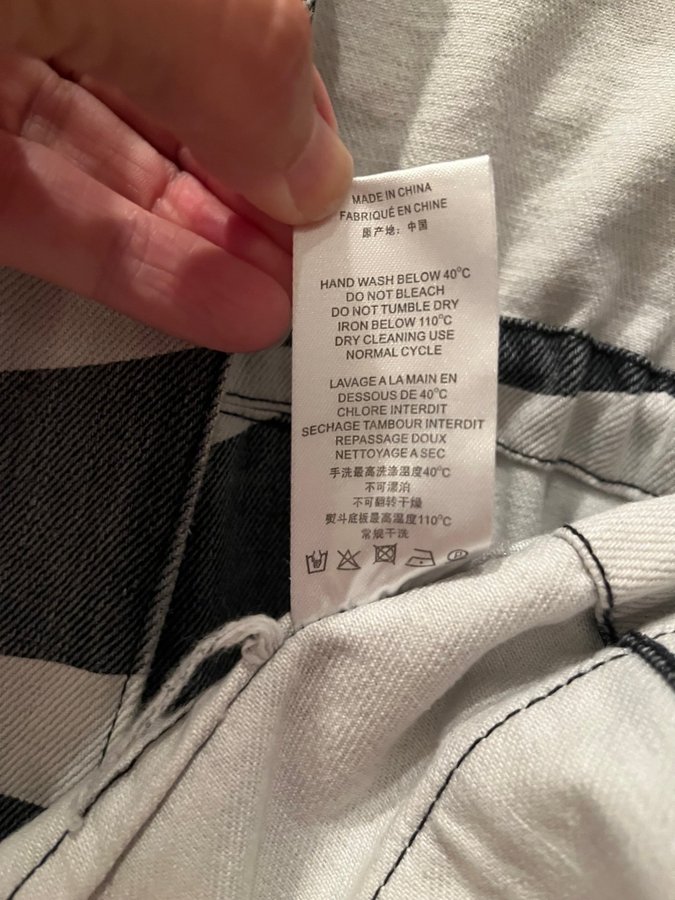 MADE IN CHINA
FABRIQUÉ EN CHINE
原产地：中国
HAND WASH BELOW 40°C
DO NOT BLEACH
DO NOT TUMBLE DRY
IRON BELOW 110°C
DRY CLEANING USE
NORMAL CYCLE
LAVAGE A LA MAIN EN
DESSOUS DE 40°C
CHLORE INTERDIT
SECHAGE TAMBOUR INTERDIT
REPASSAGE DOUX
NETTOYAGE A SEC
手洗最高洗涤温度40°C
不可漂泊
不可翻转干燥
熨斗底板最高温度110°C
常规干洗